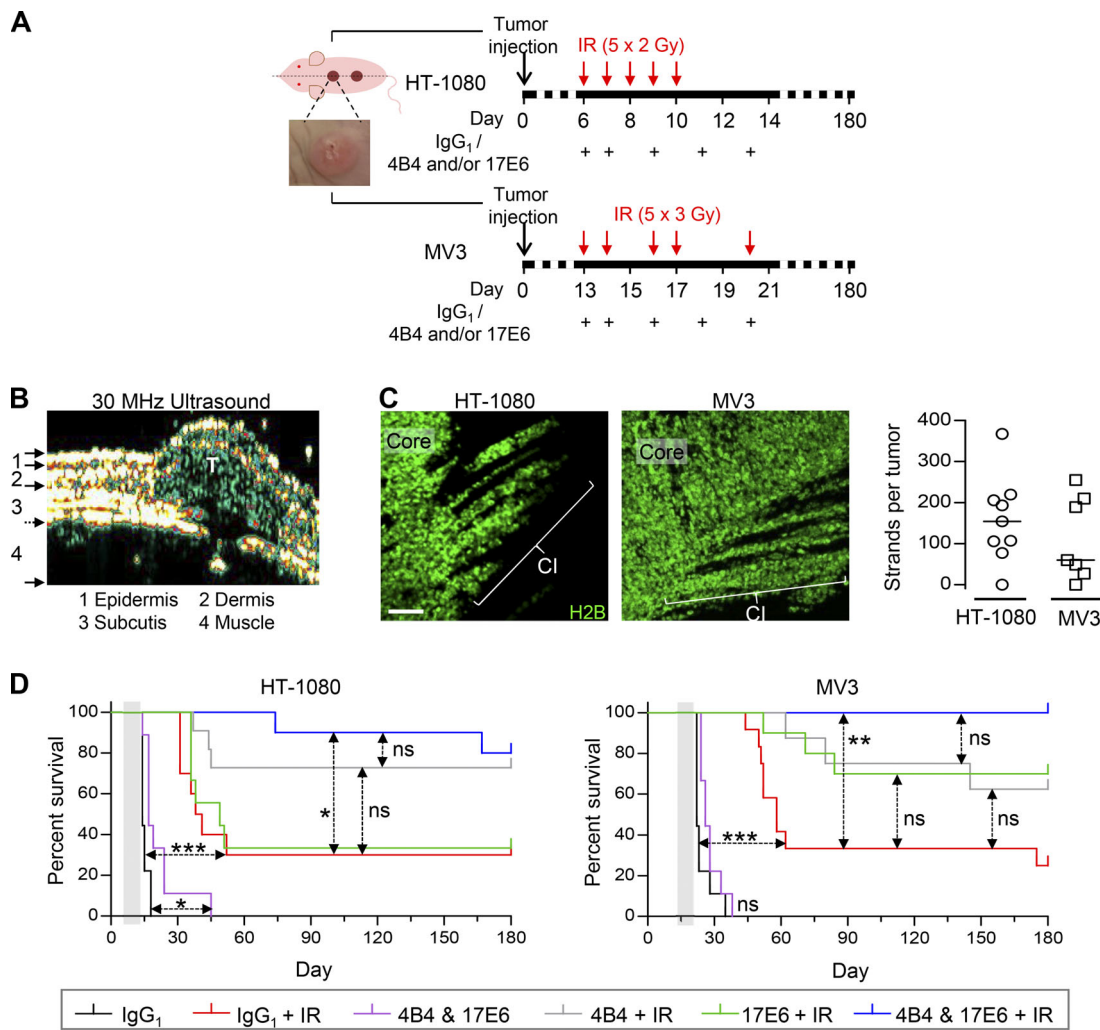 A
Tumor
injection
IR (5 x 2 Gy)
HT-1080
Day
0 6 8 10 12 14 180
IgG1 /
4B4 and/or 17E6
+ + + + +
Tumor
injection
IR (5 x 3 Gy)
MV3
Day
0 13 15 17 19 21 180
IgG1 /
4B4 and/or 17E6
+ + + + +
B
30 MHz Ultrasound
T
1
2
3
4
1 Epidermis 2 Dermis
3 Subcutis 4 Muscle
C
HT-1080
Core
CI
H2B
MV3
Core
CI
Strands per tumor
400
300
200
100
0
HT-1080 MV3
D
HT-1080
Percent survival
100
80
60
40
20
0
0 30 60 90 120 150 180
Day
ns
*
ns
***
*
MV3
Percent survival
100
80
60
40
20
0
0 30 60 90 120 150 180
Day
**
ns
ns
ns
***
ns
IgG1 IgG1 + IR 4B4 & 17E6 4B4 + IR 17E6 + IR 4B4 & 17E6 + IR